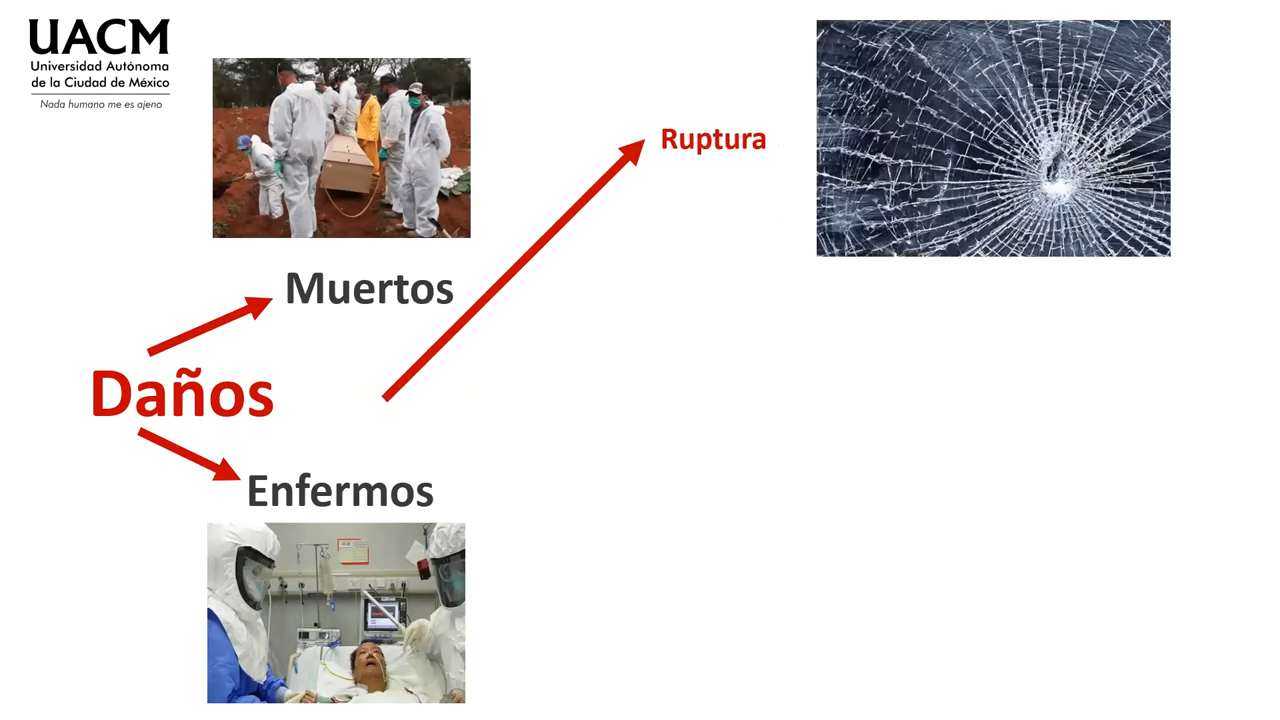 UACM
Universidad Autónoma
de la Ciudad de México
Nada humano me es ajeno
Ruptura
Muertos
Daños
Enfermos